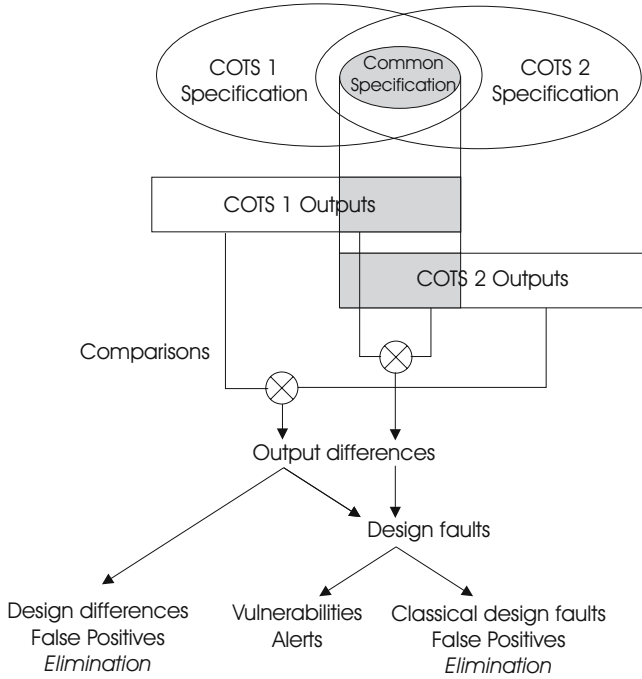 COTS 1
Specification
Common
Specification
COTS 2
Specification
COTS 1 Outputs
COTS 2 Outputs
Comparisons
Output differences
Design faults
Design differences
False Positives
Elimination
Vulnerabilities
Alerts
Classical design faults
False Positives
Elimination